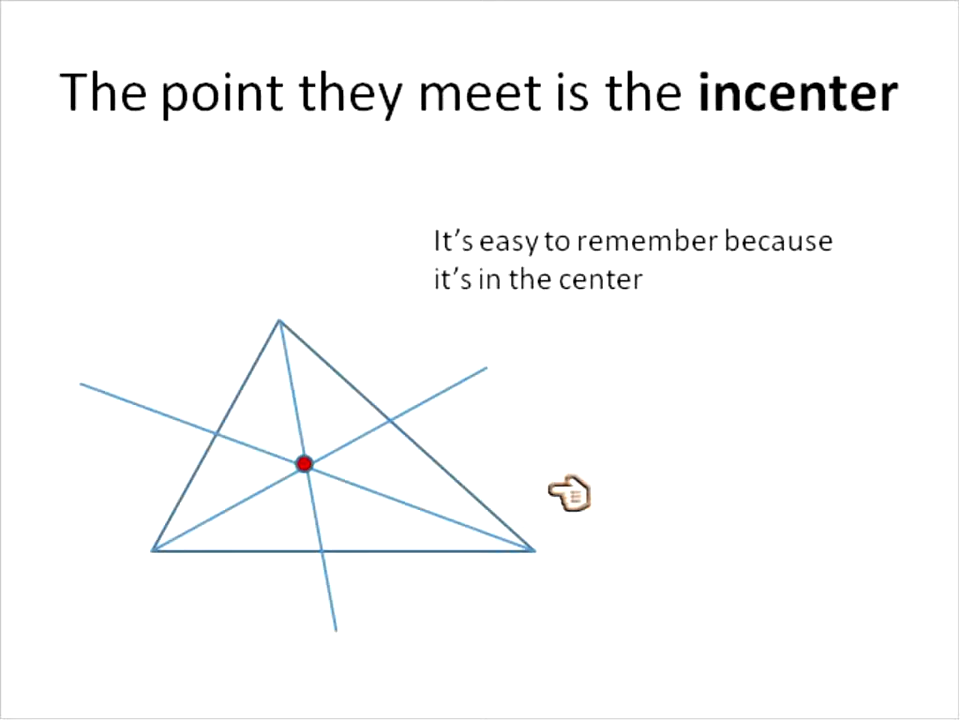 The point they meet is the incenter
It’s easy to remember because
it’s in the center